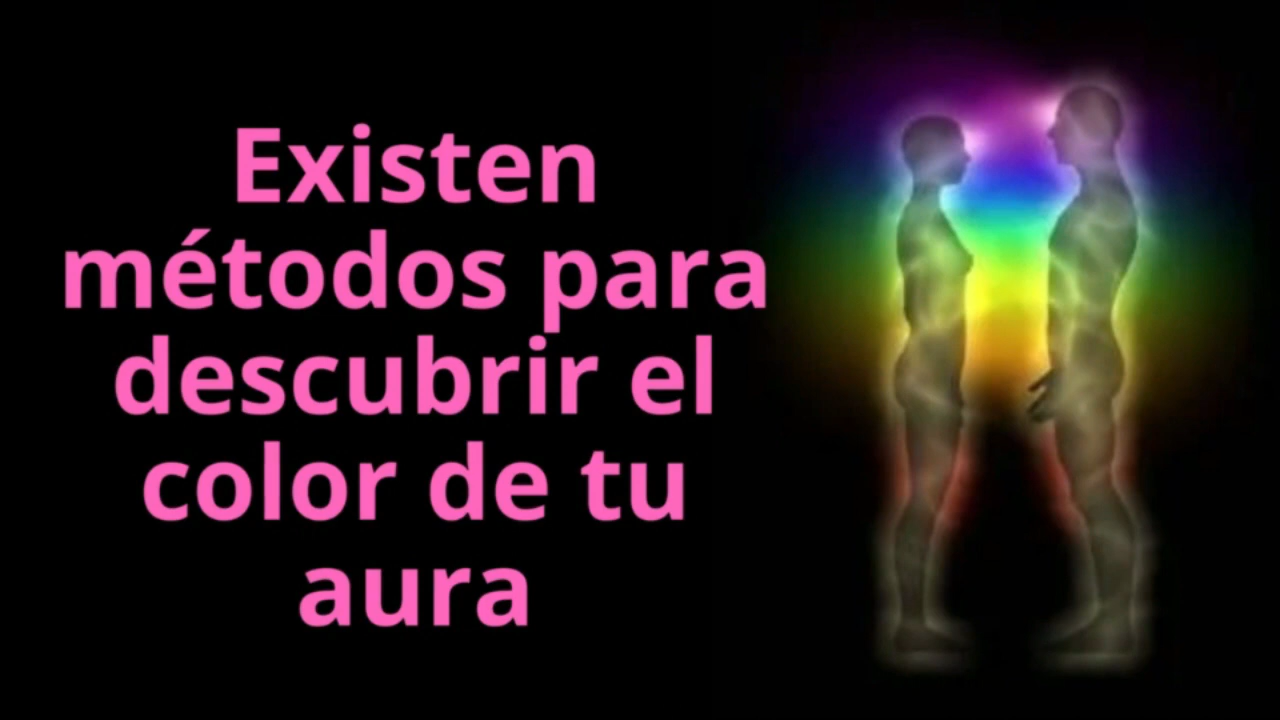 Existen
métodos para
descubrir el
color de tu
aura